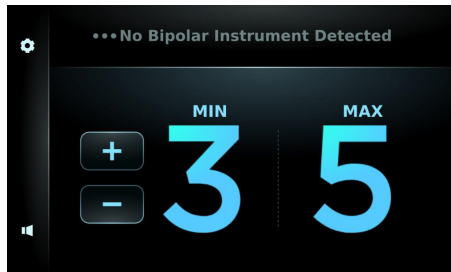 •••No Bipolar Instrument Detected
MIN MAX
+ 3 5
−